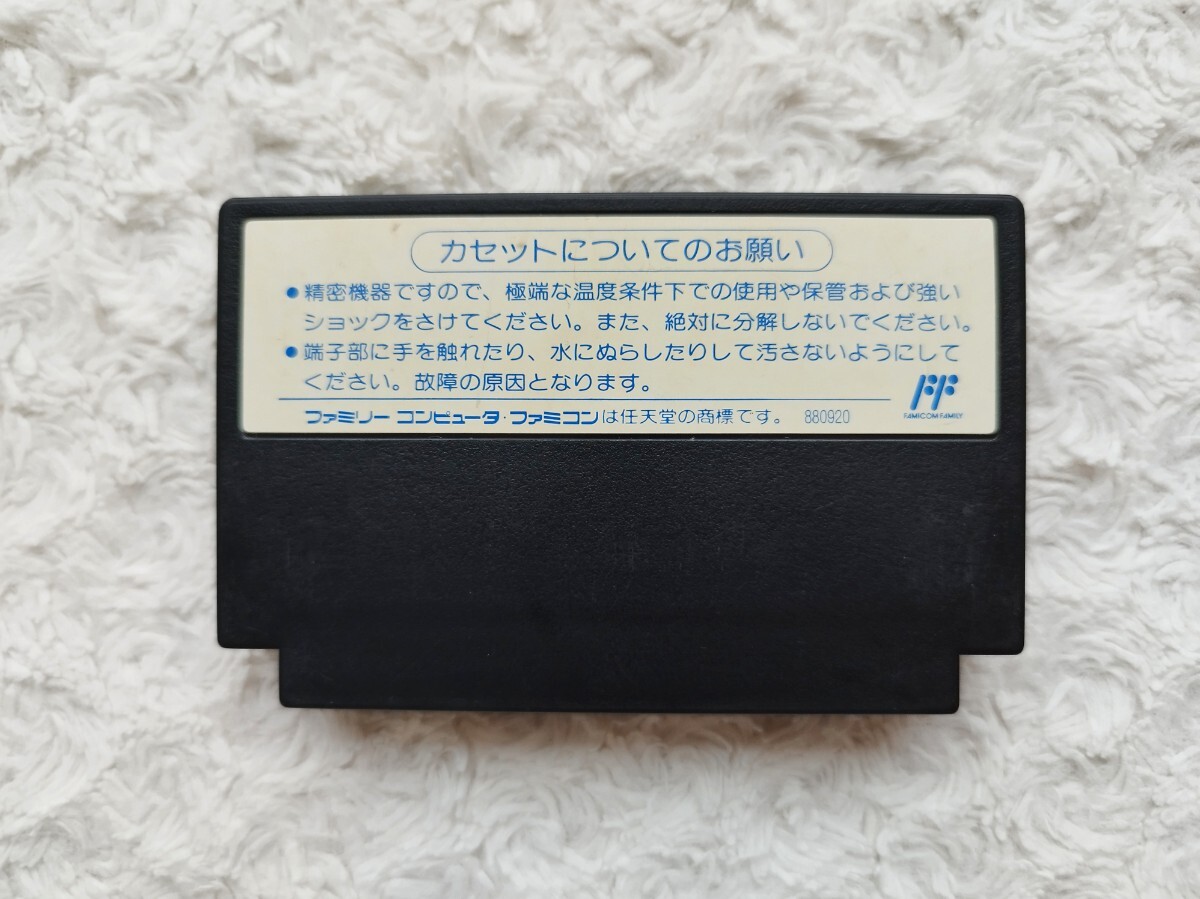 カセットについてのお願い
●精密機器ですので、極端な温度条件下での使用や保管および強い
ショックをさけてください。また、絶対に分解しないでください。
●端子部に手を触れたり、水にぬらしたりして汚さないようにして
ください。故障の原因となります。
FF
FAMICOM FAMILY
ファミリー コンピュータ・ファミコンは任天堂の商標です。 880920